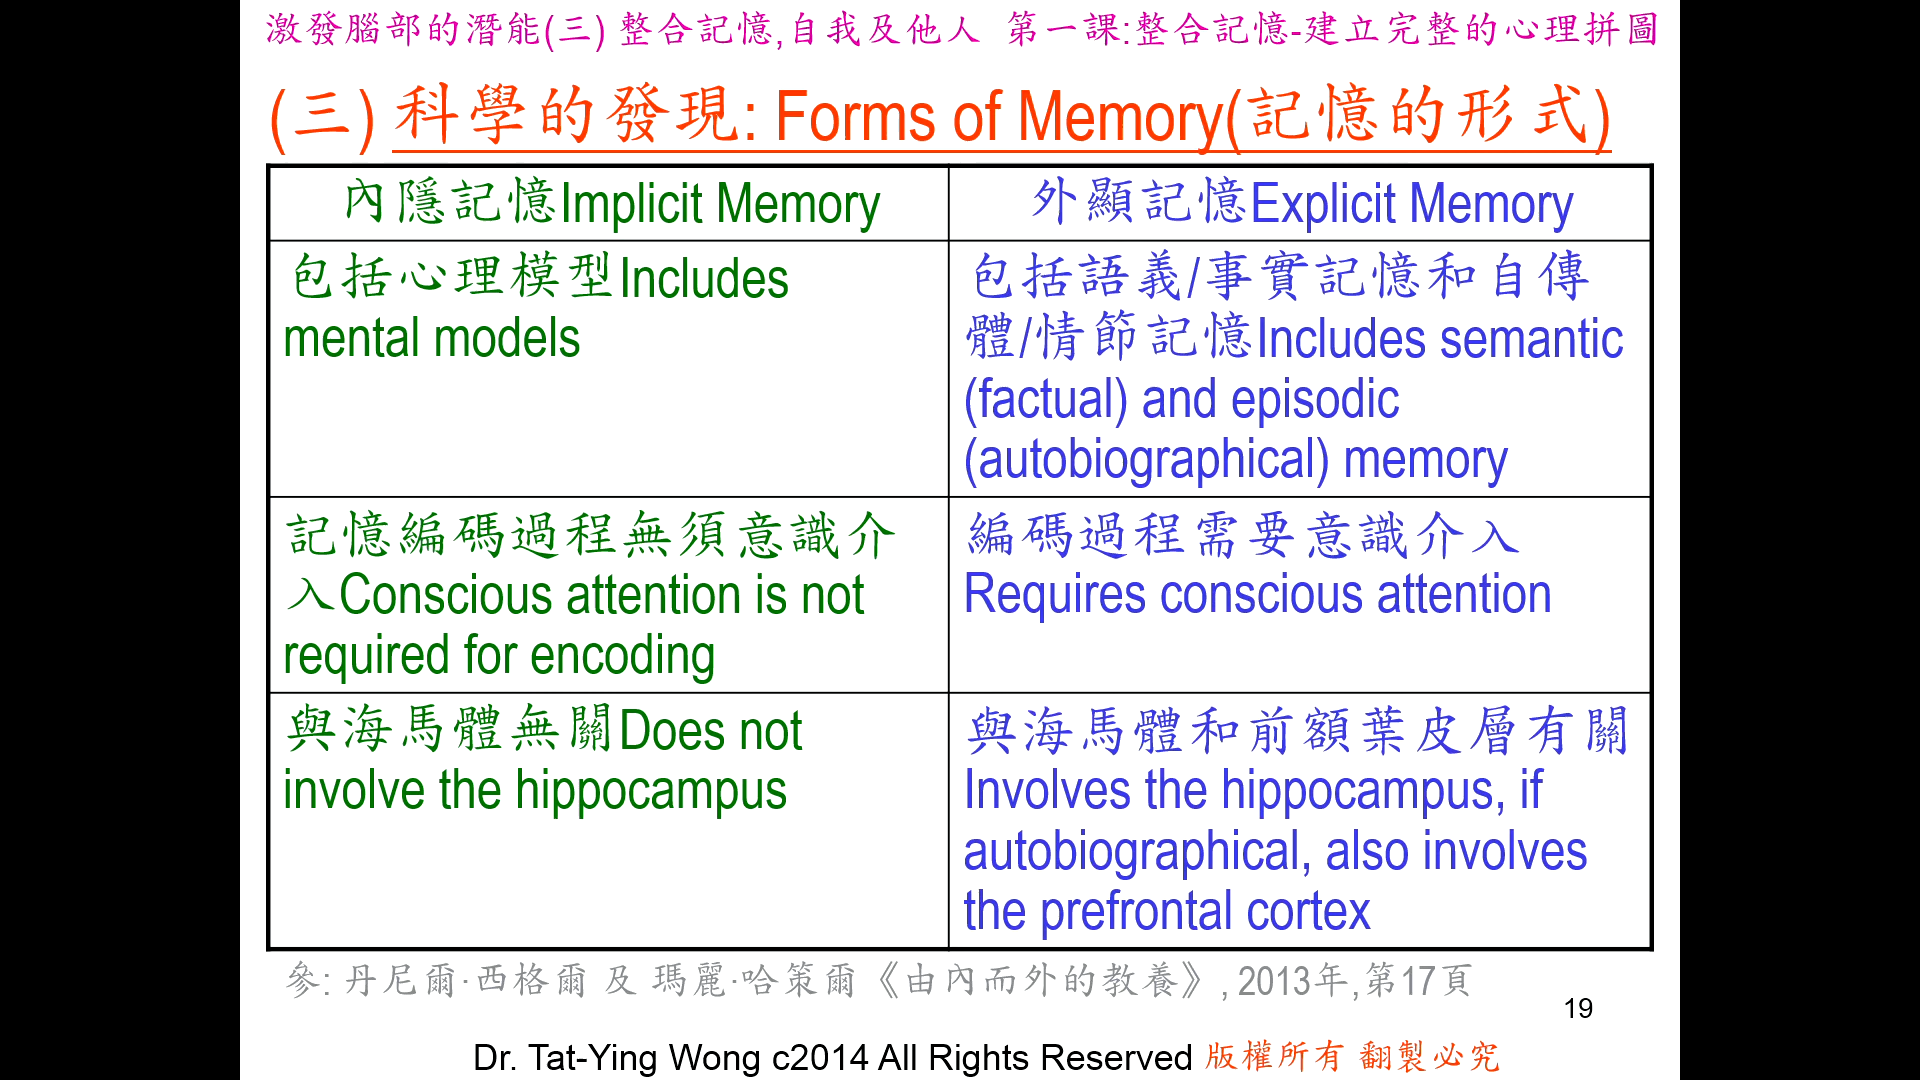 激發腦部的潛能(三) 整合記憶,自我及他人 第一課:整合記憶-建立完整的心理拼圖
(三) 科學的發現: Forms of Memory(記憶的形式)
內隱記憶Implicit Memory
外顯記憶Explicit Memory
包括心理模型Includes
mental models
包括語義/事實記憶和自傳
體/情節記憶Includes semantic
(factual) and episodic
(autobiographical) memory
記憶編碼過程無須意識介
入Conscious attention is not
required for encoding
編碼過程需要意識介入
Requires conscious attention
與海馬體無關Does not
involve the hippocampus
與海馬體和前額葉皮層有關
Involves the hippocampus, if
autobiographical, also involves
the prefrontal cortex
參: 丹尼爾·西格爾 及 瑪麗·哈策爾《由內而外的教養》, 2013年,第17頁
19
Dr. Tat-Ying Wong c2014 All Rights Reserved 版權所有 翻製必究